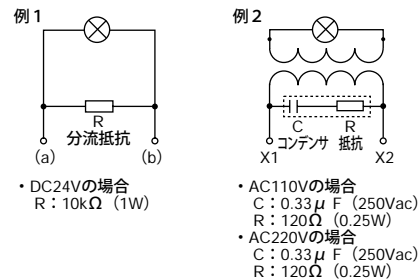 例1
R
分流抵抗
(a)
(b)
・DC24Vの場合
R：10kΩ（1W）
例2
C
R
コンデンサ 抵抗
X1
X2
・AC110Vの場合
C：0.33μF（250Vac）
R：120Ω（0.25W）
・AC220Vの場合
C：0.33μF（250Vac）
R：120Ω（0.25W）